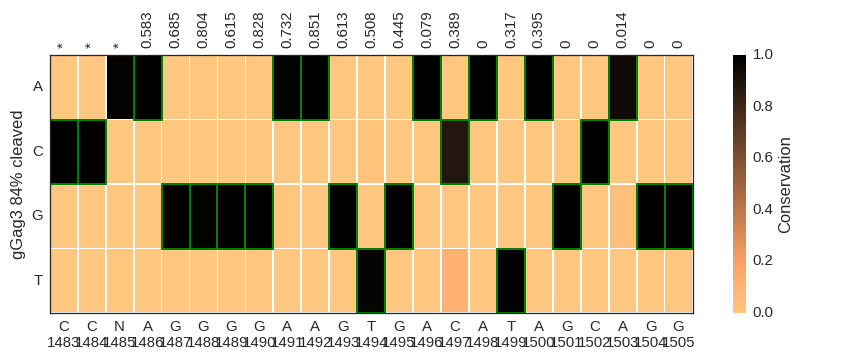 * * * 0.583 0.685 0.804 0.615 0.828 0.732 0.851 0.613 0.508 0.445 0.079 0.389 0 0.317 0.395 0 0 0.014 0 0
gGag3 84% cleaved
A
C
G
T
C C N A G G G G A A G T G A C A T A G C A G G
1483 1484 1485 1486 1487 1488 1489 1490 1491 1492 1493 1494 1495 1496 1497 1498 1499 1500 1501 1502 1503 1504 1505
1.0
0.8
0.6
0.4
0.2
0.0
Conservation